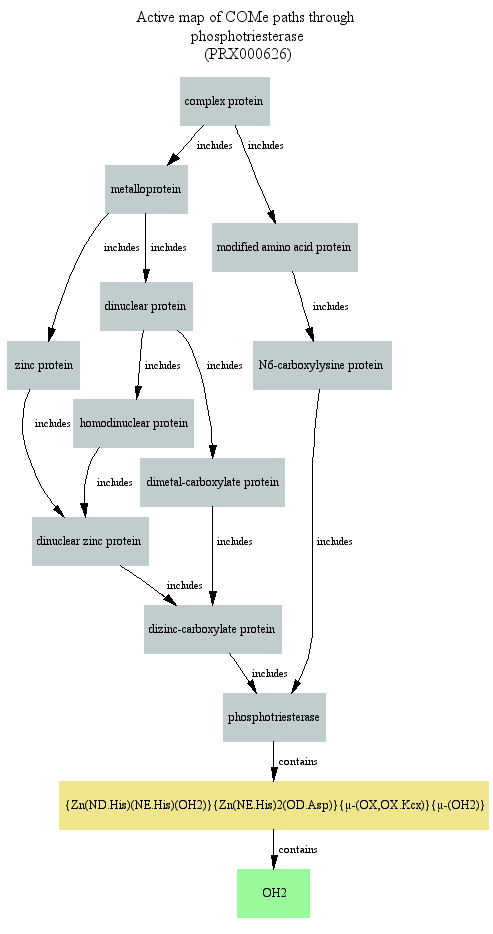 Active map of COMe paths through
phosphotriesterase
(PRX000626)
complex protein
includes
includes
metalloprotein
modified amino acid protein
includes
includes
includes
dinuclear protein
zinc protein
includes
includes
N6-carboxylysine protein
includes
homodinuclear protein
includes
dimetal-carboxylate protein
dinuclear zinc protein
includes
includes
includes
dizinc-carboxylate protein
includes
phosphotriesterase
contains
{Zn(ND.His)(NE.His)(OH2)}{Zn(NE.His)2(OD.Asp)}{μ-(OX,OX.Kcx)}{μ-(OH2)}
contains
OH2